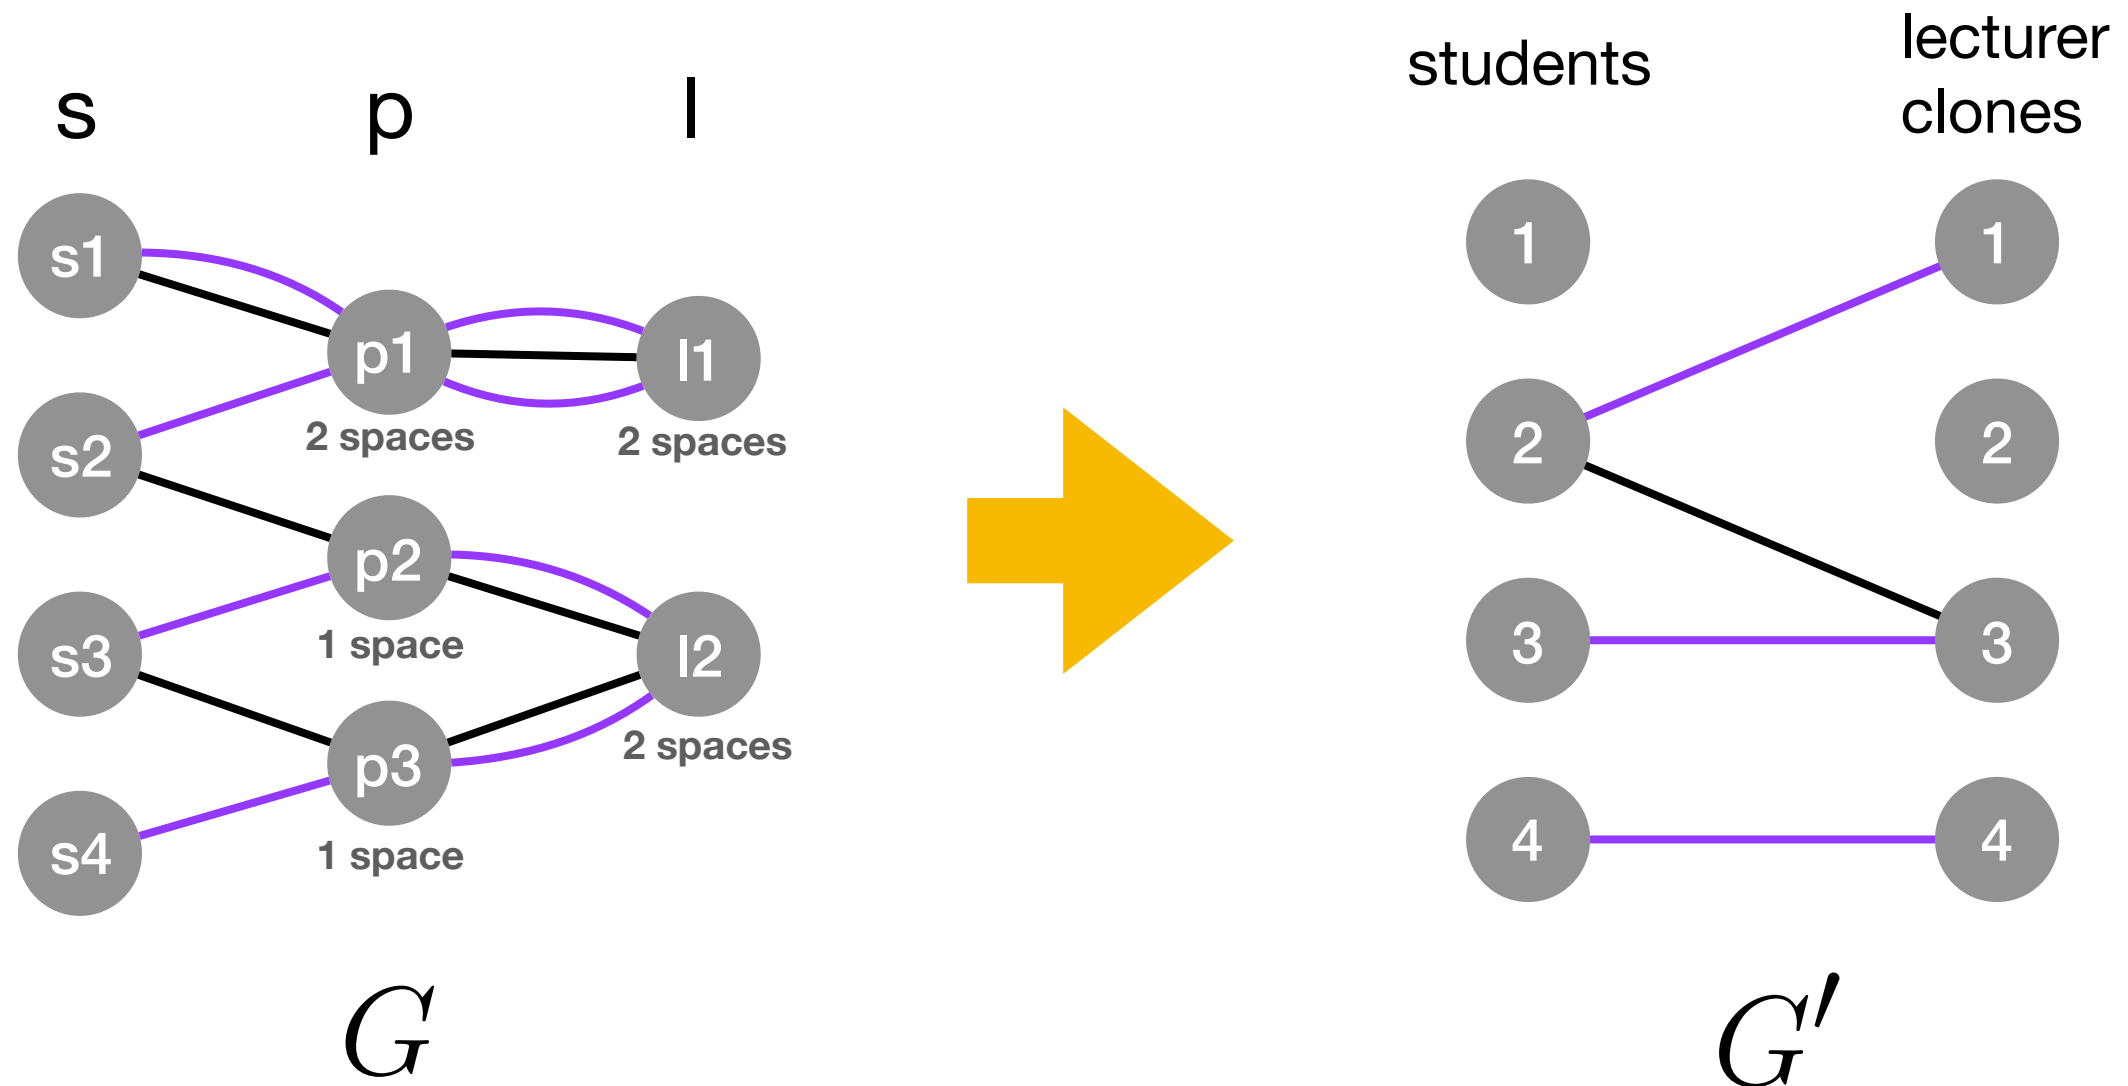 s p l
s1
s2
s3
s4
p1
2 spaces
p2
1 space
p3
1 space
l1
2 spaces
l2
2 spaces
G
students
lecturer
clones
1
2
3
4
1
2
3
4
G′